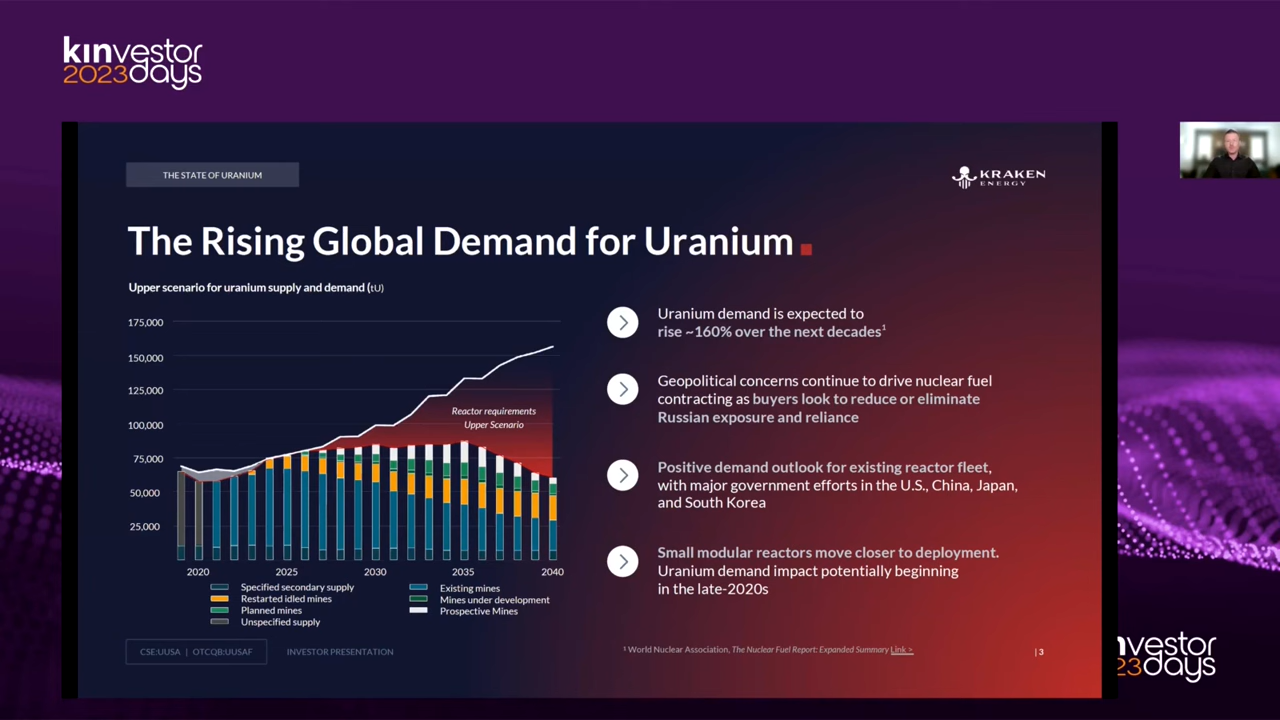 kinvestor
2023days
THE STATE OF URANIUM
KRAKEN
ENERGY
The Rising Global Demand for Uranium
Upper scenario for uranium supply and demand (tU)
175,000
150,000
125,000
100,000
75,000
50,000
25,000
Reactor requirements
Upper Scenario
2020 2025 2030 2035 2040
Specified secondary supply
Restarted idled mines
Planned mines
Unspecified supply
Existing mines
Mines under development
Prospective Mines
Uranium demand is expected to
rise ~160% over the next decades¹
Geopolitical concerns continue to drive nuclear fuel
contracting as buyers look to reduce or eliminate
Russian exposure and reliance
Positive demand outlook for existing reactor fleet,
with major government efforts in the U.S., China, Japan,
and South Korea
Small modular reactors move closer to deployment.
Uranium demand impact potentially beginning
in the late-2020s
CSE:UUSA | OTCQB:UUSAF
INVESTOR PRESENTATION
¹ World Nuclear Association, The Nuclear Fuel Report: Expanded Summary Link >
| 3
nvestor
23days